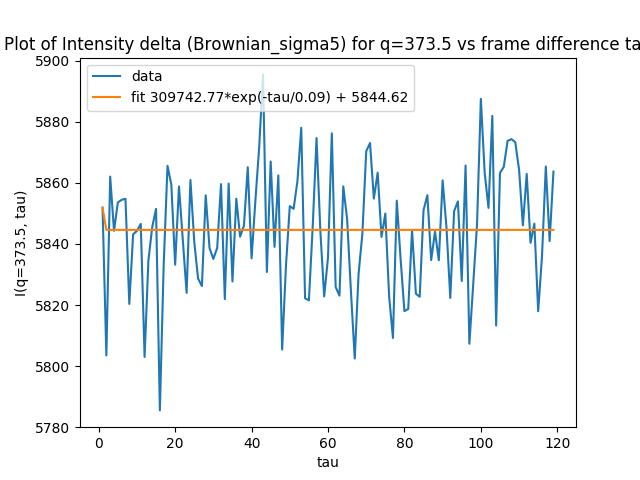 Plot of Intensity delta (Brownian_sigma5) for q=373.5 vs frame difference ta
data
fit 309742.77*exp(-tau/0.09) + 5844.62
5900
5880
5860
5840
5820
5800
5780
I(q=373.5, tau)
0 20 40 60 80 100 120
tau